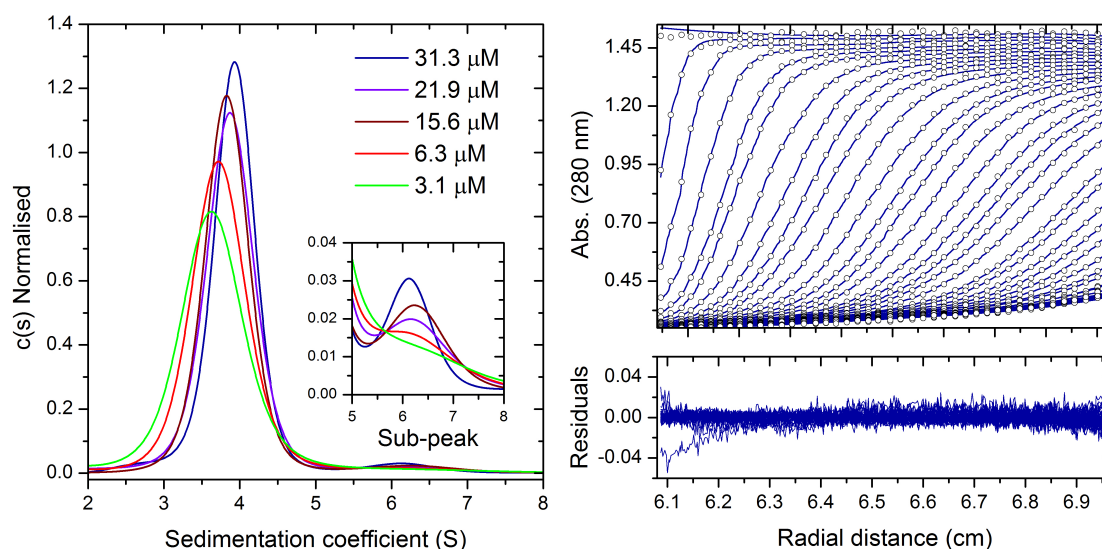 c(s) Normalised
1.4
1.2
1.0
0.8
0.6
0.4
0.2
0.0
2 3 4 5 6 7 8
Sedimentation coefficient (S)
31.3 μM
21.9 μM
15.6 μM
6.3 μM
3.1 μM
0.04
0.03
0.02
0.01
0.00
5 6 7 8
Sub-peak
Abs. (280 nm)
1.45
1.20
0.95
0.70
0.45
Residuals
0.04
0.00
-0.04
6.1 6.2 6.3 6.4 6.5 6.6 6.7 6.8 6.9
Radial distance (cm)